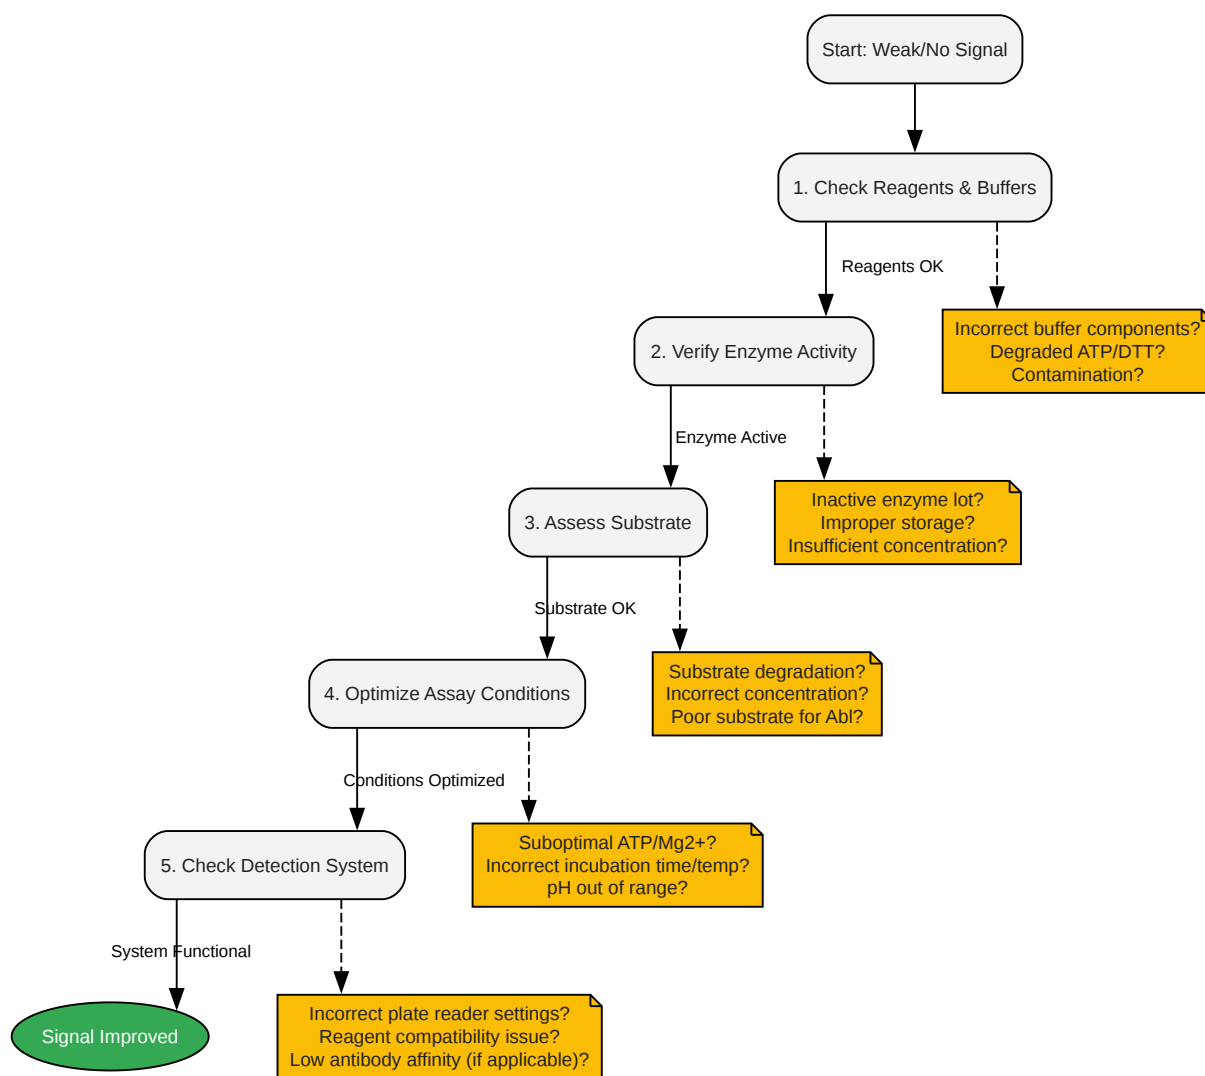 Start: Weak/No Signal
1. Check Reagents & Buffers
Reagents OK
Incorrect buffer components?
Degraded ATP/DTT?
Contamination?
2. Verify Enzyme Activity
Enzyme Active
Inactive enzyme lot?
Improper storage?
Insufficient concentration?
3. Assess Substrate
Substrate OK
Substrate degradation?
Incorrect concentration?
Poor substrate for Abl?
4. Optimize Assay Conditions
Conditions Optimized
Suboptimal ATP/Mg2+?
Incorrect incubation time/temp?
pH out of range?
5. Check Detection System
System Functional
Incorrect plate reader settings?
Reagent compatibility issue?
Low antibody affinity (if applicable)?
Signal Improved